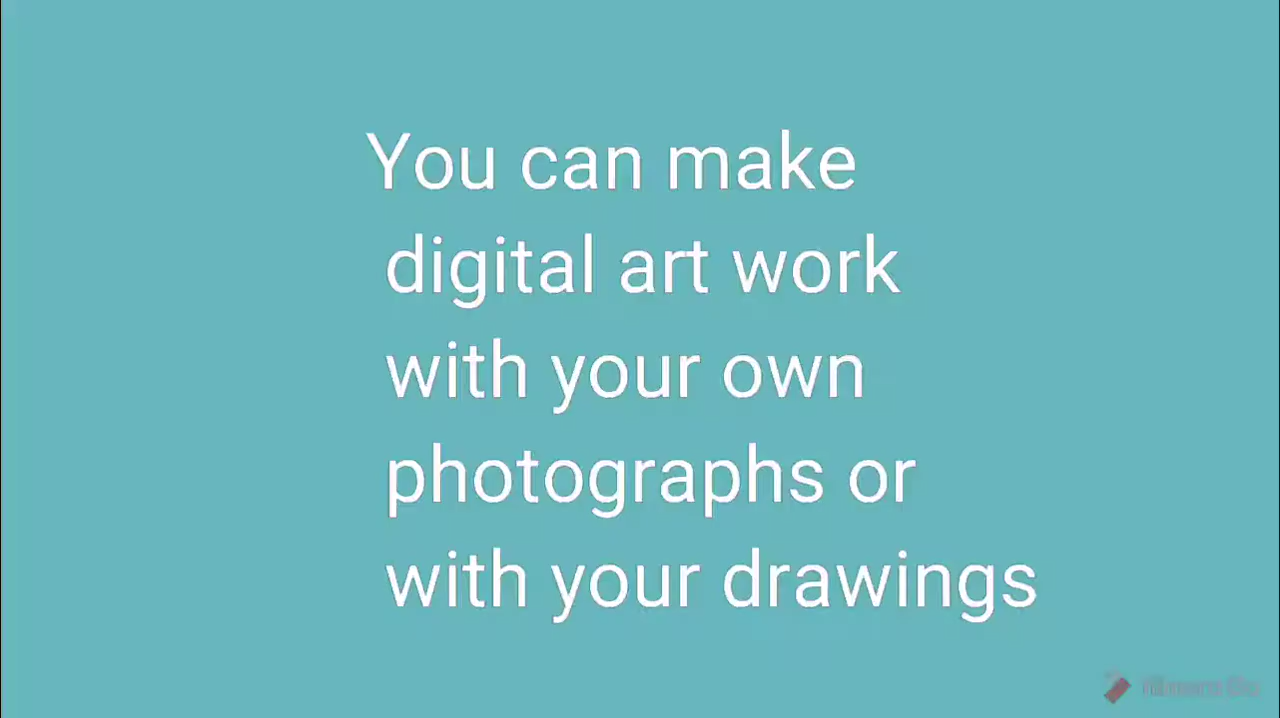 You can make
digital art work
with your own
photographs or
with your drawings